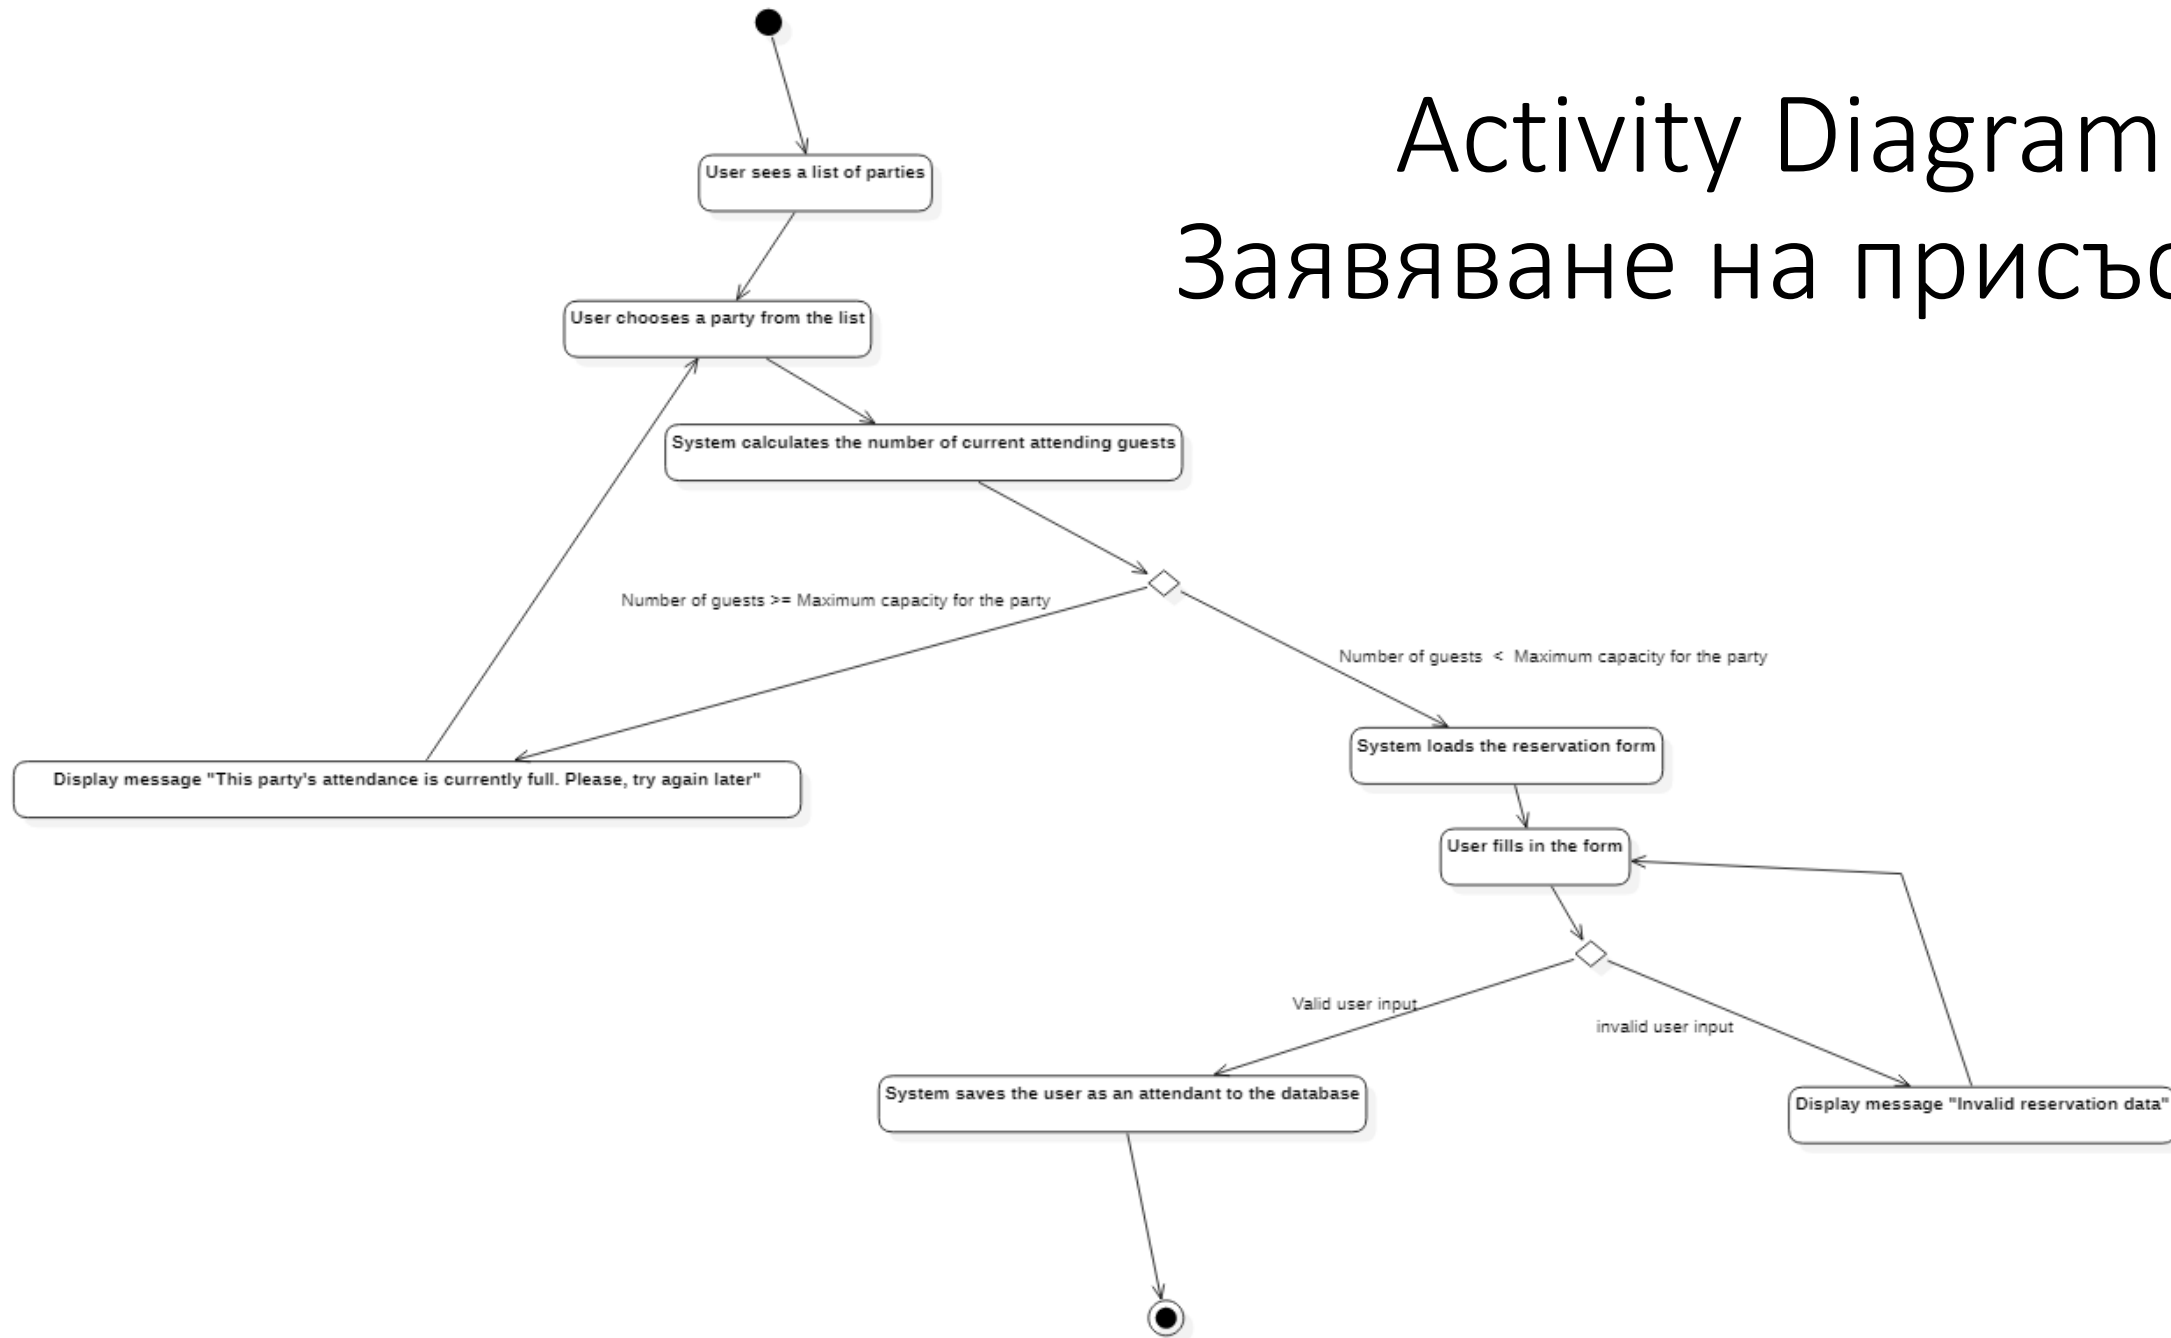 Activity Diagram
Заявяване на
User sees a list of parties
User chooses a party from the list
System calculates the number of current attending guests
Number of guests >= Maximum capacity for the party
Number of guests < Maximum capacity for the party
System loads the reservation form
Display message "This party's attendance is currently full. Please, try again later"
User fills in the form
Valid user input
invalid user input
System saves the user as an attendant to the database
Display message "Invalid reservation data"